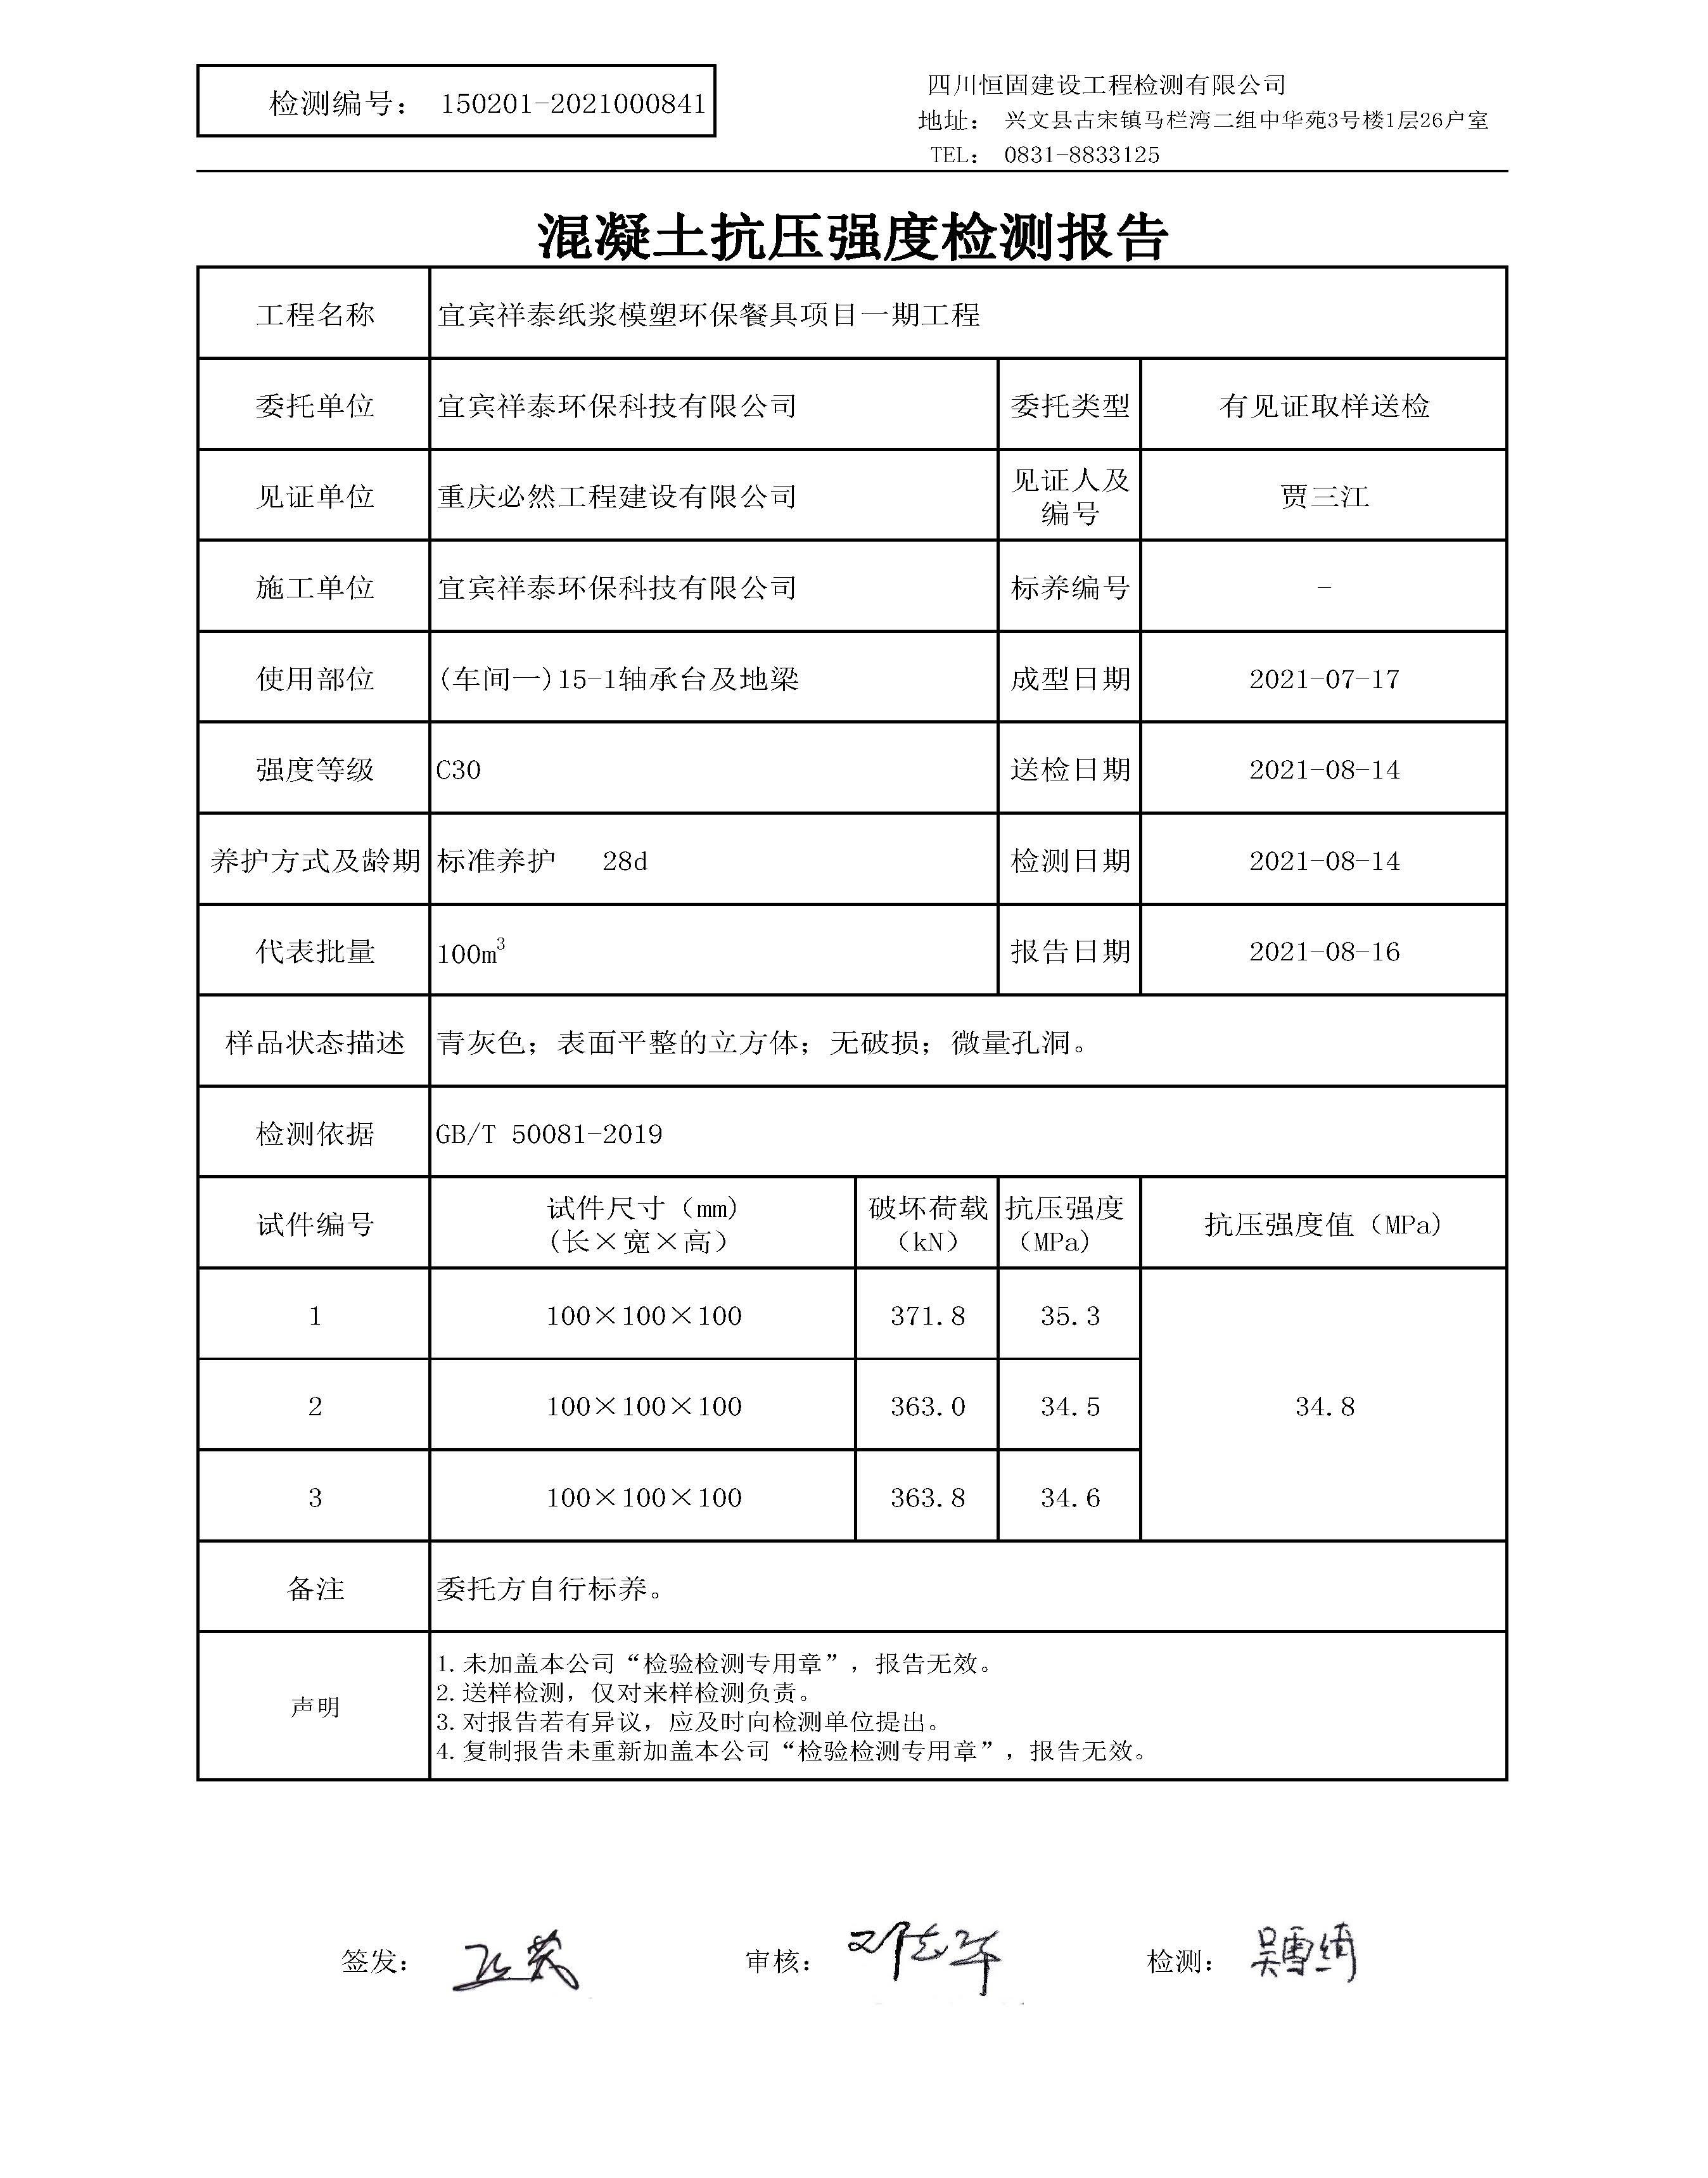 检测编号： 150201-2021000841
四川恒固建设工程检测有限公司
地址： 兴文县古宋镇马栏湾二组中华苑3号楼1层26户室
TEL： 0831-8833125
混凝土抗压强度检测报告
工程名称 宜宾祥泰纸浆模塑环保餐具项目一期工程
委托单位 宜宾祥泰环保科技有限公司 委托类型 有见证取样送检
见证单位 重庆必然工程建设有限公司 见证人及编号 贾三江
施工单位 宜宾祥泰环保科技有限公司 标养编号 -
使用部位 (车间一)15-1轴承台及地梁 成型日期 2021-07-17
强度等级 C30 送检日期 2021-08-14
养护方式及龄期 标准养护 28d 检测日期 2021-08-14
代表批量 100m³ 报告日期 2021-08-16
样品状态描述 青灰色；表面平整的立方体；无破损；微量孔洞。
检测依据 GB/T 50081-2019
试件编号 试件尺寸（mm)(长×宽×高） 破坏荷载（kN） 抗压强度（MPa) 抗压强度值（MPa)
1 100×100×100 371.8 35.3
2 100×100×100 363.0 34.5 34.8
3 100×100×100 363.8 34.6
备注 委托方自行标养。
声明
1.未加盖本公司“检验检测专用章”，报告无效。
2.送样检测，仅对来样检测负责。
3.对报告若有异议，应及时向检测单位提出。
4.复制报告未重新加盖本公司“检验检测专用章”，报告无效。
签发： 审核： 检测： 吴雪绮